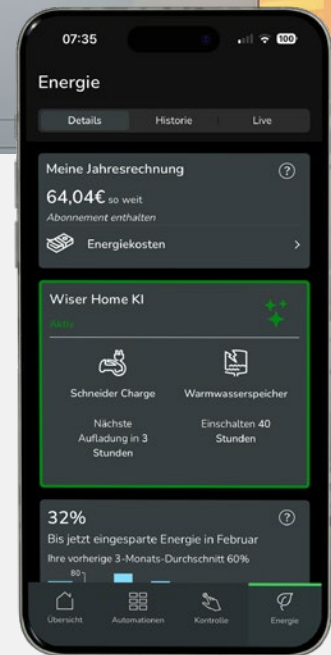 07:35
100
Energie
Details Historie Live
Meine Jahresrechnung
64,04€ so weit
Abonnement enthalten
Energiekosten
Wiser Home KI
Aktiv
Schneider Charge Warmwasserspeicher
Nächste Einschalten 40
Aufladung in 3 Stunden
Stunden
32%
Bis jetzt eingesparte Energie in Februar
Ihre vorherige 3-Monats-Durchschnitt 60%
80
Übersicht Automationen Kontrolle Energie